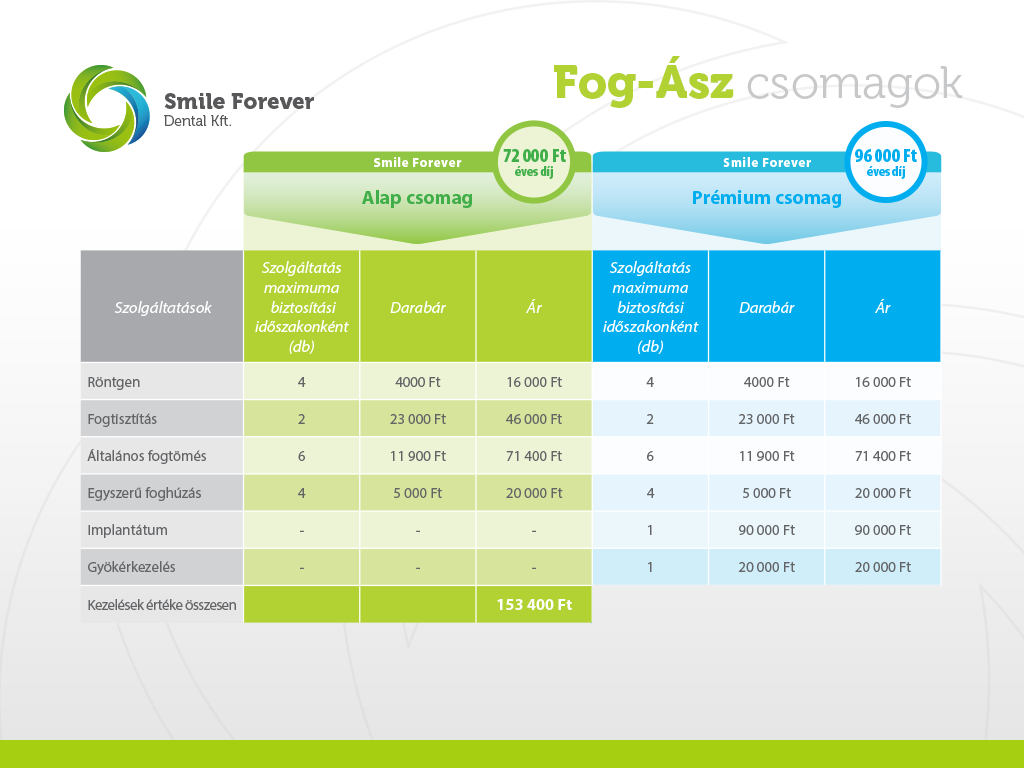 Smile Forever
Dental Kft.
Fog-Ász csomagok
Smile Forever
72 000 Ft
éves díj
Alap csomag
Smile Forever
96 000 Ft
éves díj
Prémium csomag
Szolgáltatások
Szolgáltatás
maximuma
biztosítási
időszakonként
(db)
Darabár
Ár
Szolgáltatás
maximuma
biztosítási
időszakonként
(db)
Darabár
Ár
Röntgen 4 4000 Ft 16 000 Ft 4 4000 Ft 16 000 Ft
Fogtisztítás 2 23 000 Ft 46 000 Ft 2 23 000 Ft 46 000 Ft
Általános fogtömés 6 11 900 Ft 71 400 Ft 6 11 900 Ft 71 400 Ft
Egyszerű foghúzás 4 5 000 Ft 20 000 Ft 4 5 000 Ft 20 000 Ft
Implantátum - - - 1 90 000 Ft 90 000 Ft
Gyökérkezelés - - - 1 20 000 Ft 20 000 Ft
Kezelések értéke összesen 153 400 Ft